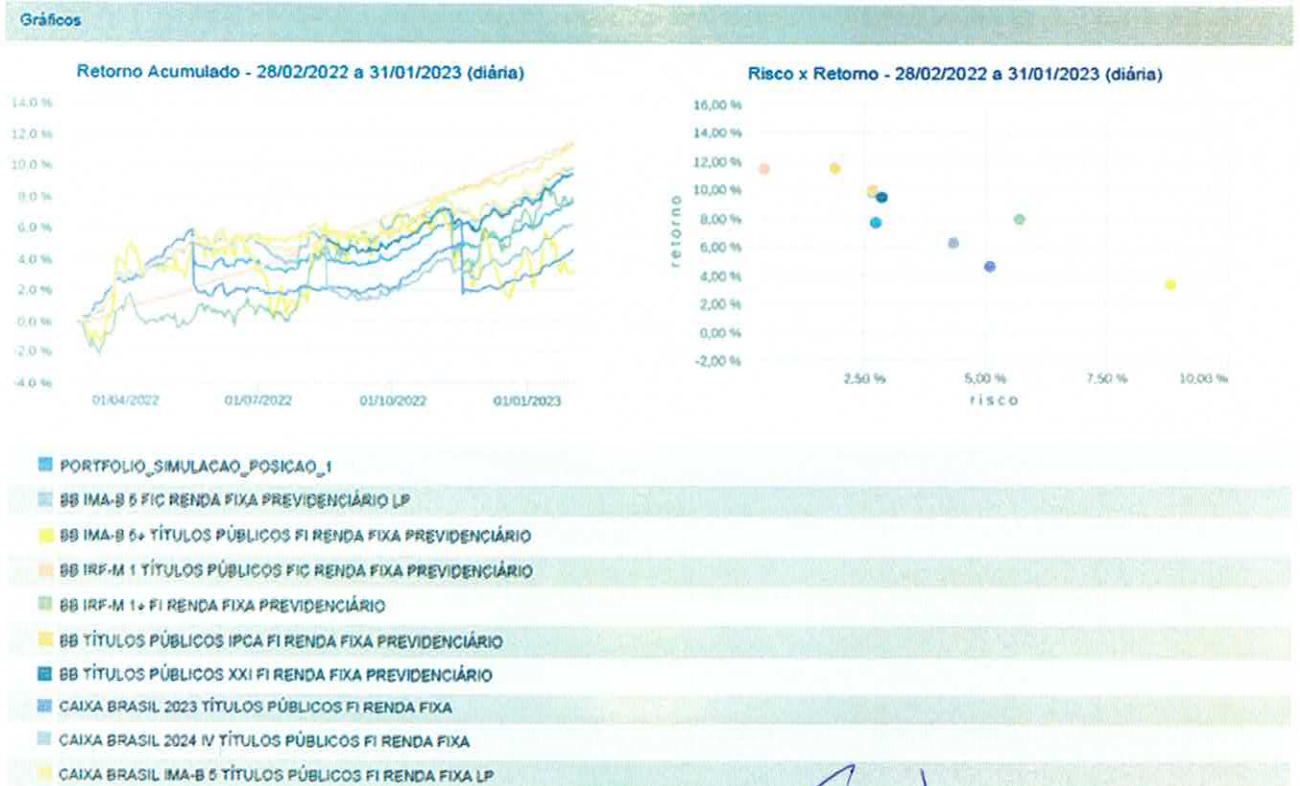 Gráficos
Retorno Acumulado - 28/02/2022 a 31/01/2023 (diária)
14,0 %
12,0 %
10,0 %
8,0 %
6,0 %
4,0 %
2,0 %
-0,0 %
-2,0 %
-4,0 %
01/04/2022
01/07/2022
01/10/2022
01/01/2023
Risco x Retorno - 28/02/2022 a 31/01/2023 (diária)
16,00 %
14,00 %
12,00 %
10,00 %
8,00 %
6,00 %
4,00 %
2,00 %
0,00 %
-2,00 %
retorno
2,50 %
5,00 %
7,50 %
10,00 %
risco
PORTFOLIO_SIMULACAO_POSICAO_1
BB IMA-B 5 FIC RENDA FIXA PREVIDENCIÁRIO LP
BB IMA-B 5+ TÍTULOS PÚBLICOS FI RENDA FIXA PREVIDENCIÁRIO
BB IRF-M 1 TÍTULOS PÚBLICOS FIC RENDA FIXA PREVIDENCIÁRIO
BB IRF-M 1+ FI RENDA FIXA PREVIDENCIÁRIO
BB TÍTULOS PÚBLICOS IPCA FI RENDA FIXA PREVIDENCIÁRIO
BB TÍTULOS PÚBLICOS XXI FI RENDA FIXA PREVIDENCIÁRIO
CAIXA BRASIL 2023 TÍTULOS PÚBLICOS FI RENDA FIXA
CAIXA BRASIL 2024 IV TÍTULOS PÚBLICOS FI RENDA FIXA
CAIXA BRASIL IMA-B 5 TÍTULOS PÚBLICOS FI RENDA FIXA LP